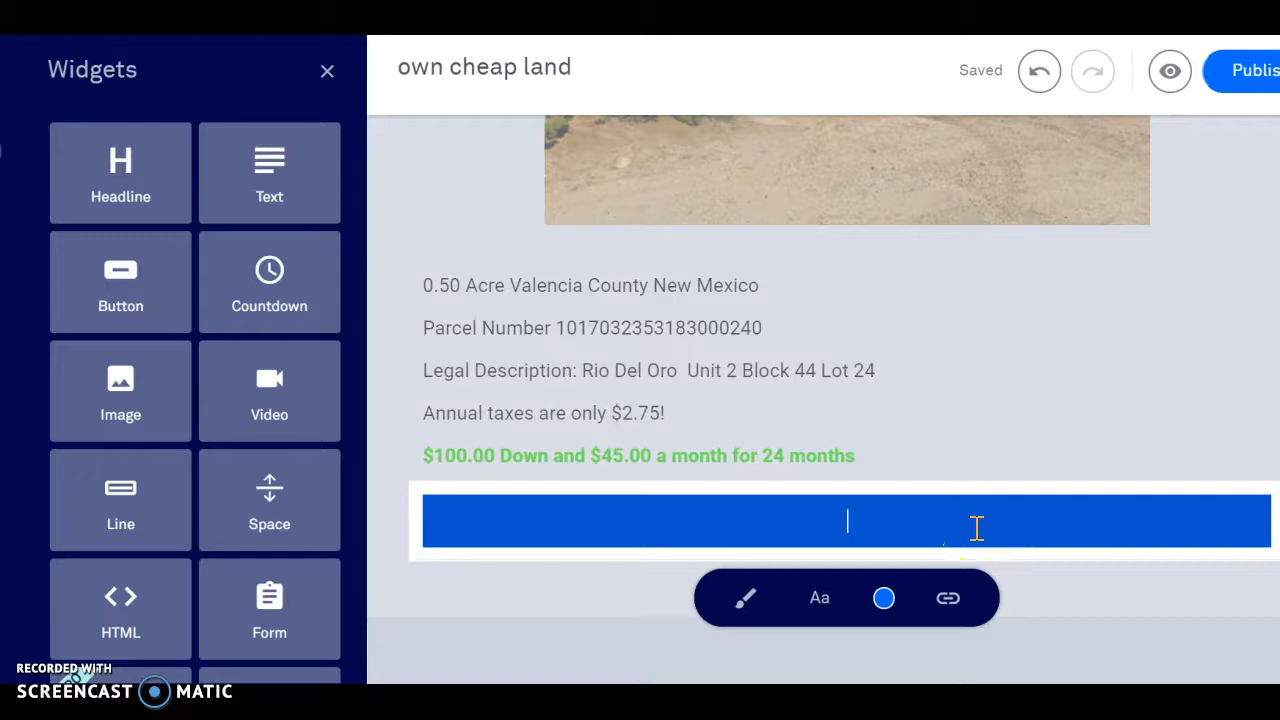 Widgets
own cheap land
Saved
Publis
Headline
Text
Button
Countdown
Image
Video
Line
Space
HTML
Form
0.50 Acre Valencia County New Mexico
Parcel Number 1017032353183000240
Legal Description: Rio Del Oro  Unit 2 Block 44 Lot 24
Annual taxes are only $2.75!
$100.00 Down and $45.00 a month for 24 months
Aa
RECORDED WITH
SCREENCAST MATIC